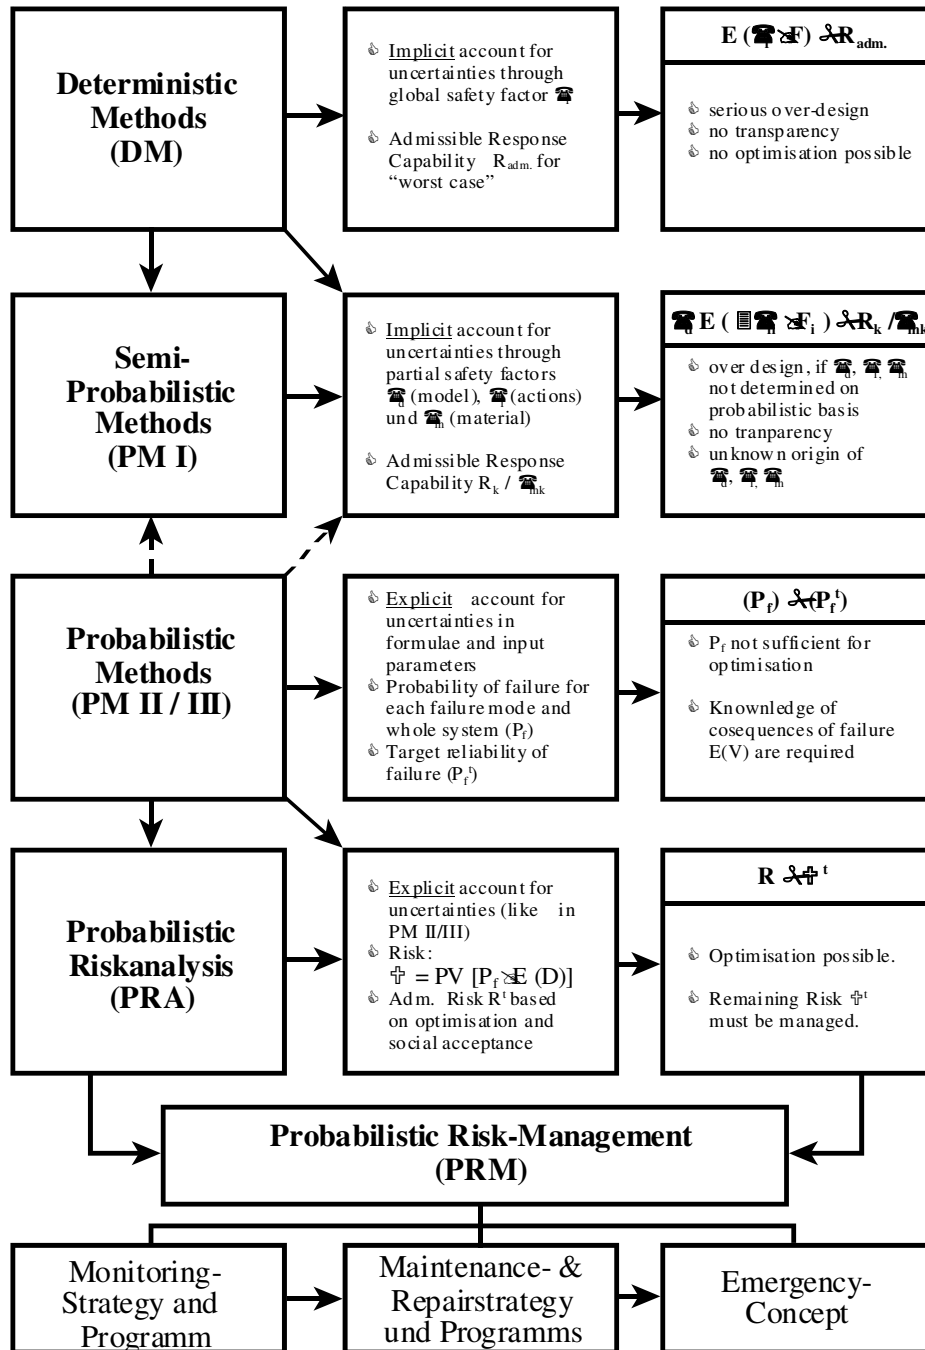 Deterministic
Methods
(DM)
👍 Implicit account for
uncertainties through
global safety factor ☎f
👍 Admissible Response
Capability R adm. for
“worst case”
E (☎f ✉F) ✂R adm.
👍 serious over-design
👍 no transparency
👍 no optimisation possible
Semi-
Probabilistic
Methods
(PM I)
👍 Implicit account for
uncertainties through
partial safety factors
☎d (model), ☎f (actions)
und ☎m (material)
👍 Admissible Response
Capability R k / ☎mk
☎d E ( 🗏☎fi ✉F i ) ✂R k /☎mk
👍 over design, if ☎d, ☎f, ☎m
not determined on
probabilistic basis
👍 no tranparency
👍 unknown origin of
☎d, ☎f, ☎m
Probabilistic
Methods
(PM II / III)
👍 Explicit account for
uncertainties in
formulae and input
parameters
👍 Probability of failure for
each failure mode and
whole system (P f)
👍 Target reliability of
failure (P f t)
(P f) ✂(P f t)
👍 P f not sufficient for
optimisation
👍 Knowledge of
cosequences of failure
E(V) are required
Probabilistic
Riskanalysis
(PRA)
👍 Explicit account for
uncertainties (like in
PM II/III)
👍 Risk:
✞ = PV [P f ✉E (D)]
👍 Adm. Risk R t based
on optimisation and
social acceptance
R ✂✞ t
👍 Optimisation possible.
👍 Remaining Risk ✞ t
must be managed.
Probabilistic Risk-Management
(PRM)
Monitoring-
Strategy and
Programm
Maintenance- &
Repairstrategy
und Programms
Emergency-
Concept